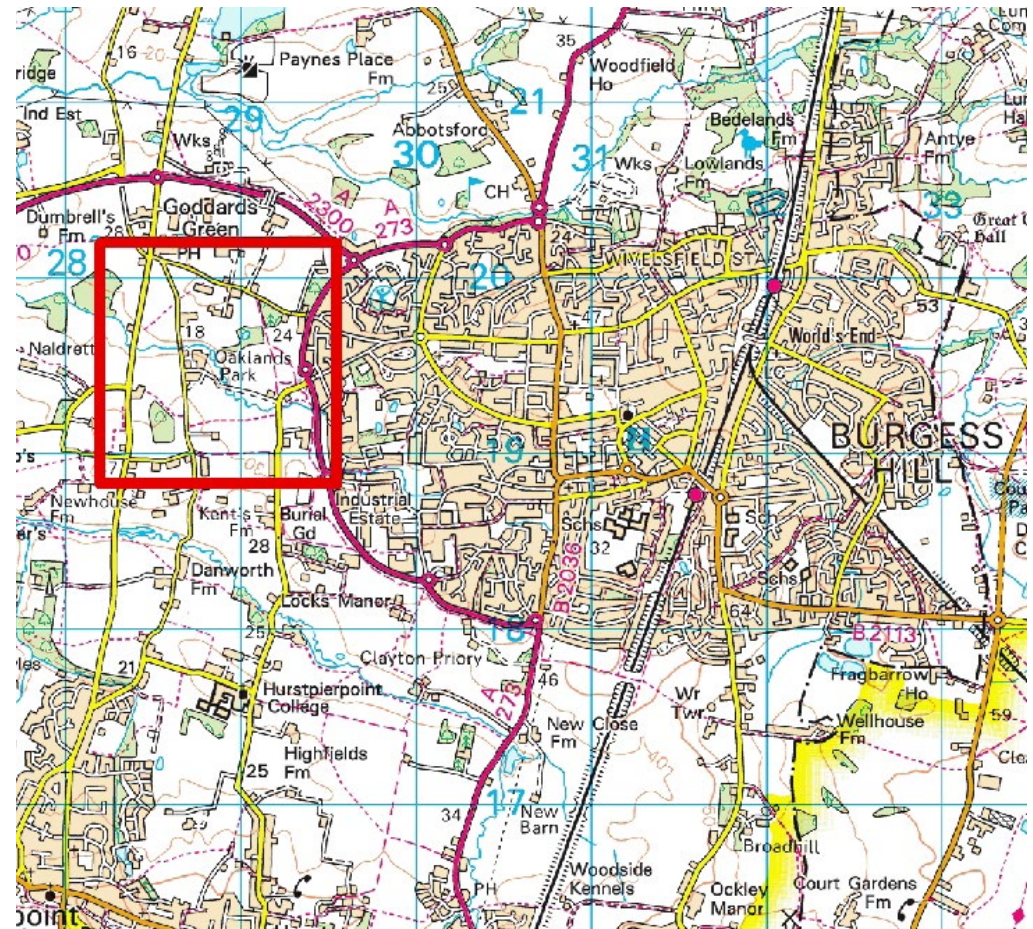 35
16
20
Paynes Place
Fm
Woodfield
Ho
25
21
ridge
Ind Est
29
Abbotsford
Bedelands
Fm
Wks
30
31
Wks
Lowlands
Fm
Antye
Fm
CH
A
2300
A
273
Goddards
Green
33
Dumbrell's
Fm
28
24
Great
28
PH
20
WIVELSFIELD STA
53
47
18
24
World's End
Naldrett
Oaklands
Park
BURGESS
HILL
19
Newhouse
Fm
Kent's
Fm
Burial
Gd
Industrial
Estate
Schs
32
B 2036
Sch
28
Danworth
Fm
Schs
Locks Manor
64
18
B 2113
25
Clayton Priory
21
46
Fragbarrow
Ho
Hurstpierpoint
College
A
273
Wr
Twr
59
New Close
Fm
Wellhouse
Fm
Highfields
Fm
25
40
34
17
New
Barn
Broadhill
PH
Woodside
Kennels
Ockley
Manor
Court Gardens
Fm
point